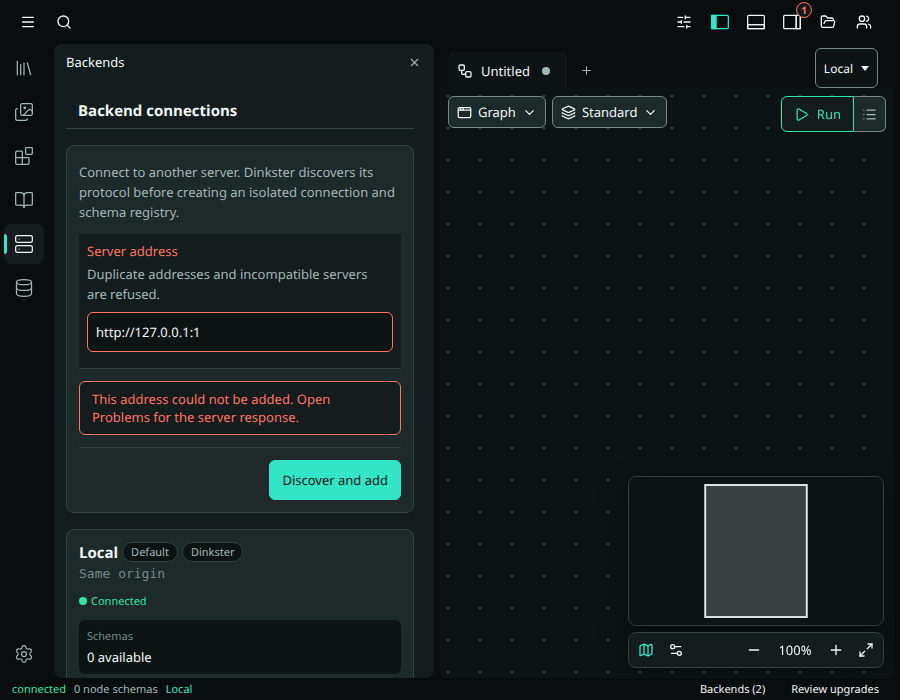 1
Backends
Untitled
Local
Backend connections
Graph
Standard
Run
Connect to another server. Dinkster discovers its
protocol before creating an isolated connection and
schema registry.
Server address
Duplicate addresses and incompatible servers
are refused.
http://127.0.0.1:1
This address could not be added. Open
Problems for the server response.
Discover and add
Local Default Dinkster
Same origin
Connected
Schemas
0 available
100%
connected 0 node schemas Local
Backends (2) Review upgrades